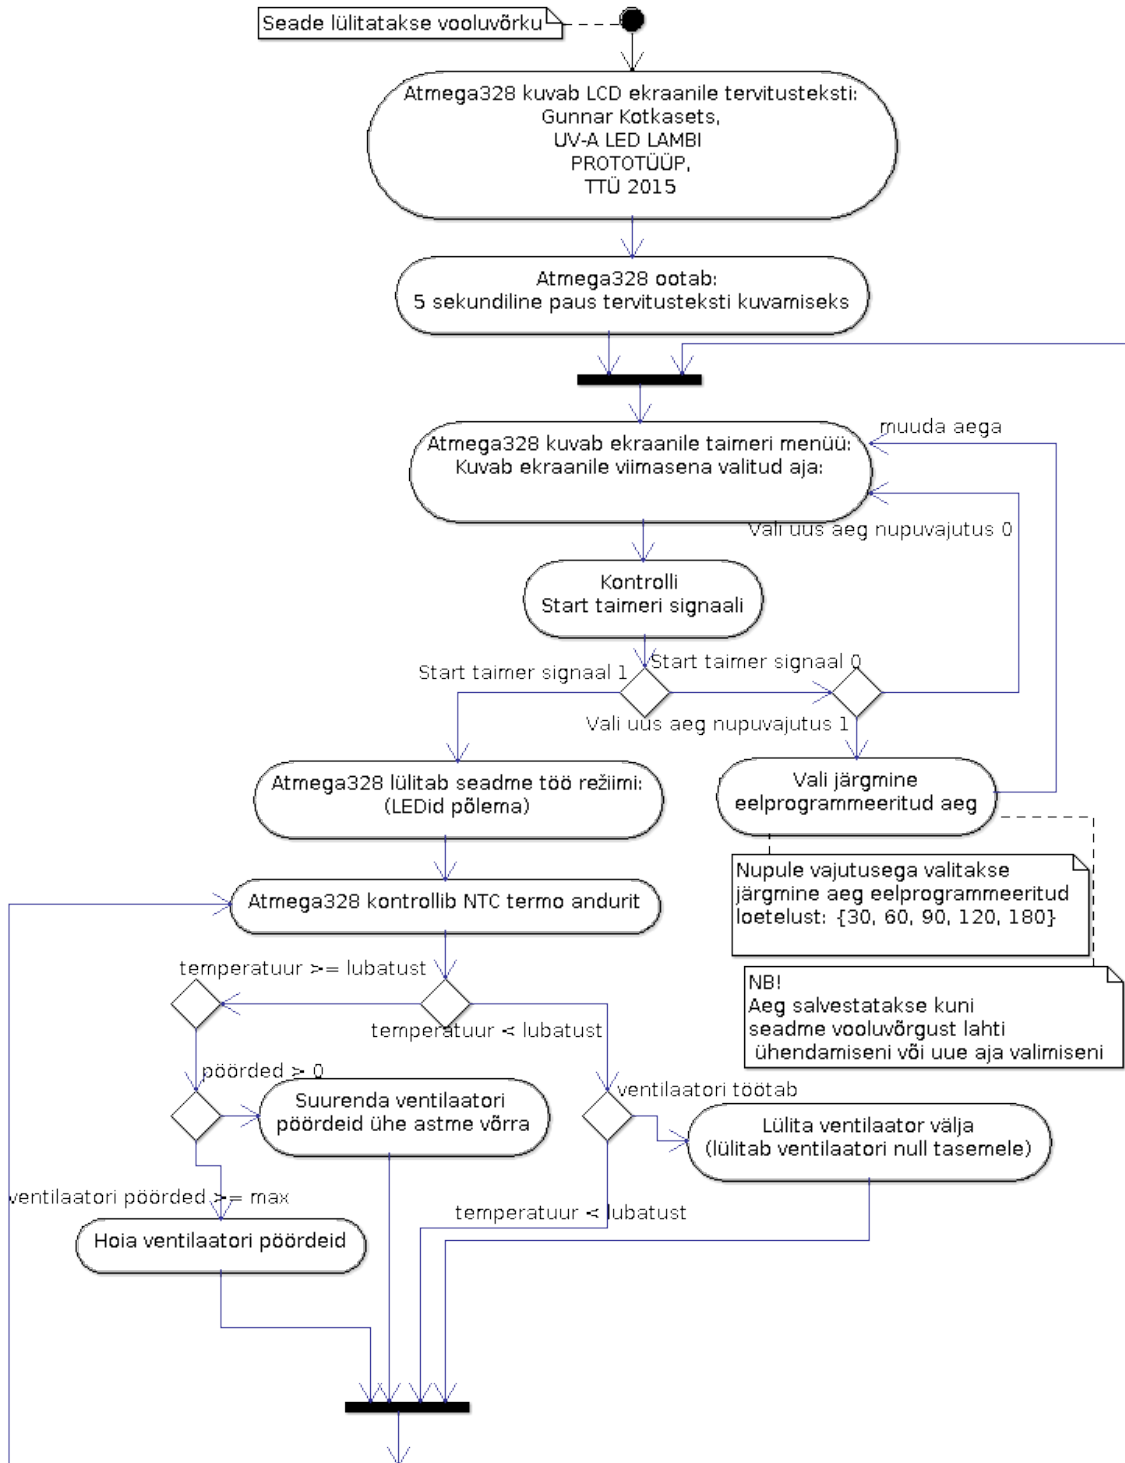 Seade lülitatakse vooluvõrku
Atmega328 kuvab LCD ekraanile tervitusteksti:
Gunnar Kotkasets,
UV-A LED LAMBI
PROTOTÜÜP,
TTÜ 2015
Atmega328 ootab:
5 sekundiline paus tervitusteksti kuvamiseks
Atmega328 kuvab ekraanile taimeri menüü:
Kuvab ekraanile viimasena valitud aja:
muuda aega
Vali uus aeg nupuvajutus 0
Kontrolli
Start taimeri signaali
Start taimer signaal 1
Start taimer signaal 0
Vali uus aeg nupuvajutus 1
Atmega328 lülitab seadme töö režiimi:
(LEDid põlema)
Vali järgmine
eelprogrammeeritud aeg
Nupule vajutusega valitakse
järgmine aeg eelprogrammeeritud
loetelust: {30, 60, 90, 120, 180}
NB!
Aeg salvestatakse kuni
seadme vooluvõrgust lahti
ühendamiseni või uue aja valimiseni
Atmega328 kontrollib NTC termo andurit
temperatuur >= lubatust
temperatuur < lubatust
pöörded > 0
Suurenda ventilaatori
pöördeid ühe astme võrra
ventilaatori töötab
Lülita ventilaator välja
(lülitab ventilaatori null tasemele)
ventilaatori pöörded >= max
Hoia ventilaatori pöördeid
temperatuur < lubatust